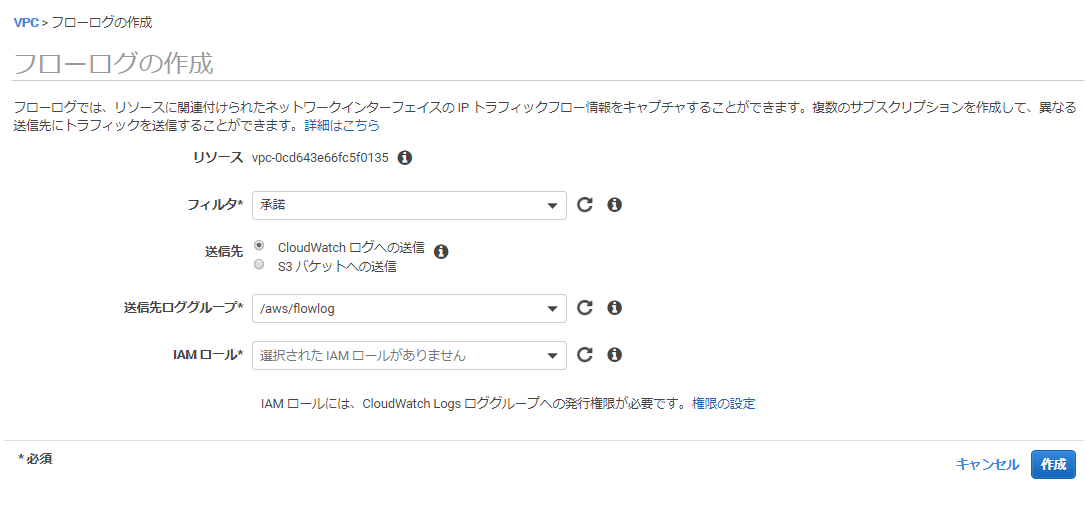 VPC > フローログの作成
フローログの作成
フローログでは、リソースに関連付けられたネットワークインターフェイスの IP トラフィックフロー情報をキャプチャすることができます。複数のサブスクリプションを作成して、異なる
送信先にトラフィックを送信することができます。詳細はこちら
リソース vpc-0cd643e66fc5f0135
フィルタ* 承諾
送信先 CloudWatch ログへの送信
S3 バケットへの送信
送信先ロググループ* /aws/flowlog
IAM ロール* 選択された IAM ロールがありません
IAM ロールには、CloudWatch Logs ロググループへの発行権限が必要です。権限の設定
* 必須
キャンセル 作成